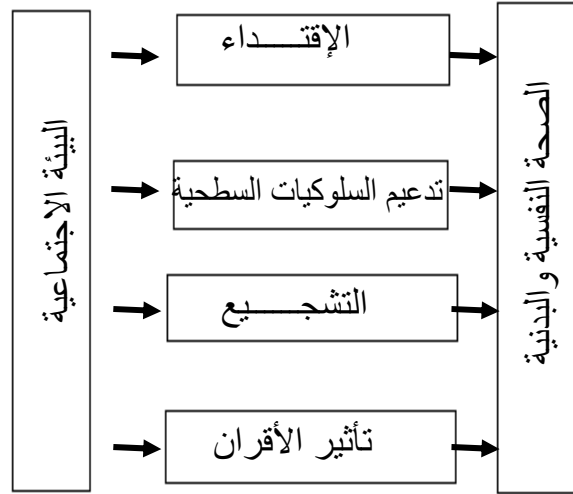 البيئة الاجتماعية
الإقتـــــداء
تدعيم السلوكيات السطحية
التشجـــــيع
تأثير الأقران
الصحة النفسية والبدنية